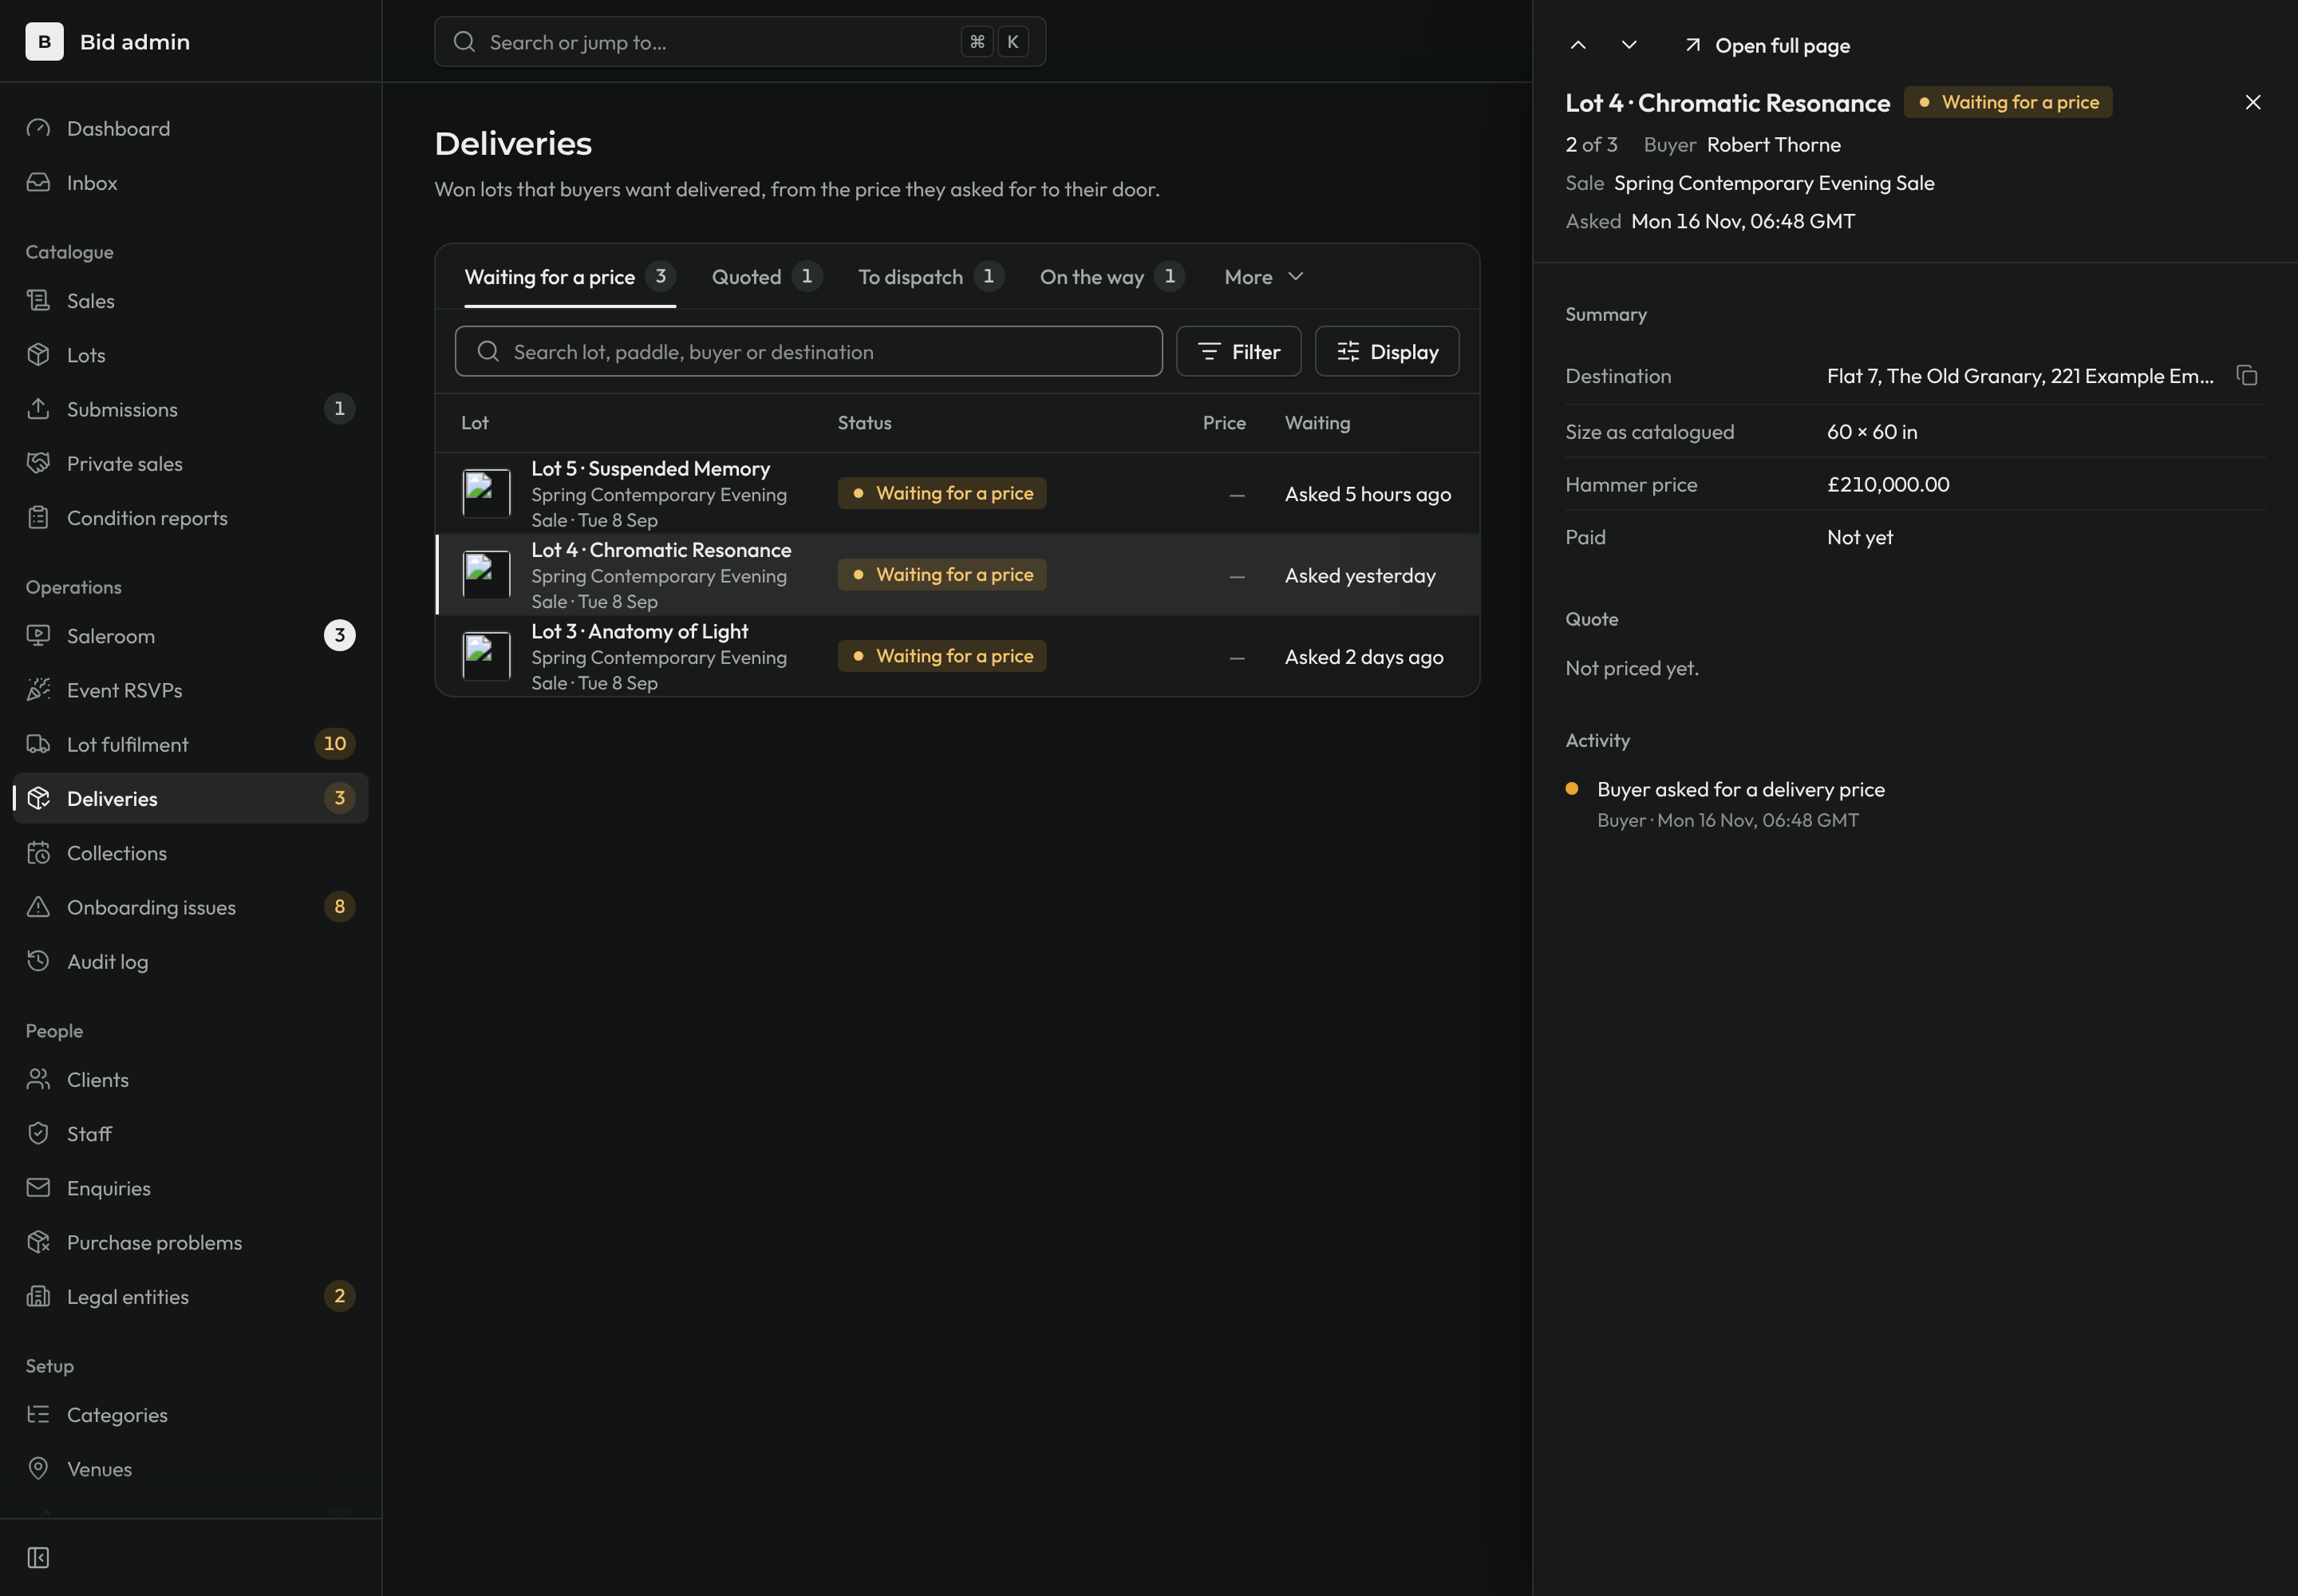 B Bid admin
Search or jump to... ⌘ K
Dashboard
Inbox
Catalogue
Sales
Lots
Submissions 1
Private sales
Condition reports
Operations
Saleroom 3
Event RSVPs
Lot fulfilment 10
Deliveries 3
Collections
Onboarding issues 8
Audit log
People
Clients
Staff
Enquiries
Purchase problems
Legal entities 2
Setup
Categories
Venues
Deliveries
Won lots that buyers want delivered, from the price they asked for to their door.
Waiting for a price 3 Quoted 1 To dispatch 1 On the way 1 More
Search lot, paddle, buyer or destination Filter Display
Lot Status Price Waiting
Lot 5 · Suspended Memory
Spring Contemporary Evening
Sale · Tue 8 Sep
Waiting for a price — Asked 5 hours ago
Lot 4 · Chromatic Resonance
Spring Contemporary Evening
Sale · Tue 8 Sep
Waiting for a price — Asked yesterday
Lot 3 · Anatomy of Light
Spring Contemporary Evening
Sale · Tue 8 Sep
Waiting for a price — Asked 2 days ago
Open full page
Lot 4 · Chromatic Resonance Waiting for a price
2 of 3 Buyer Robert Thorne
Sale Spring Contemporary Evening Sale
Asked Mon 16 Nov, 06:48 GMT
Summary
Destination Flat 7, The Old Granary, 221 Example Em...
Size as catalogued 60 × 60 in
Hammer price £210,000.00
Paid Not yet
Quote
Not priced yet.
Activity
Buyer asked for a delivery price
Buyer · Mon 16 Nov, 06:48 GMT